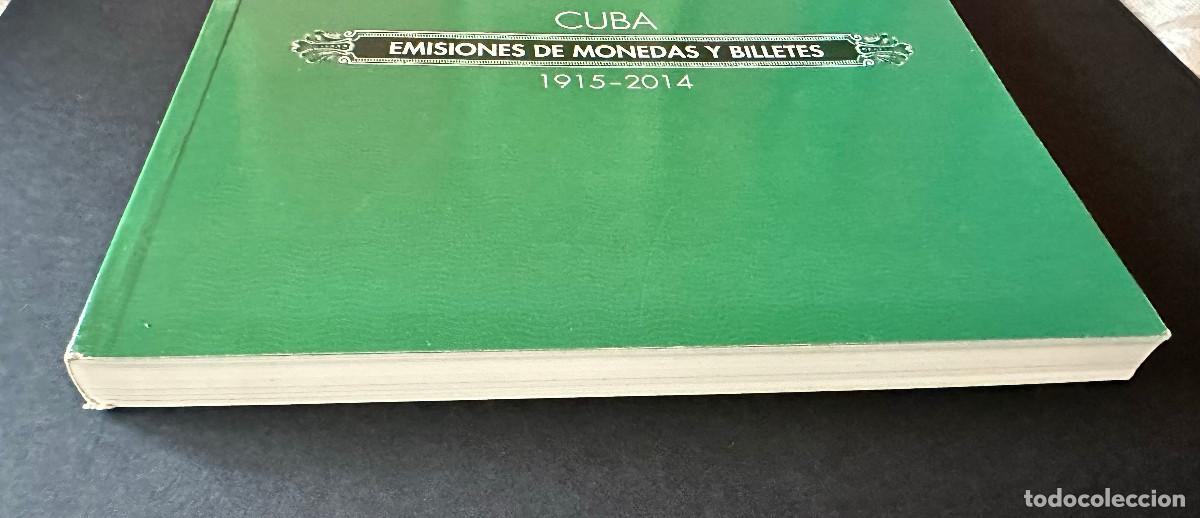 CUBA
EMISIONES DE MONEDAS Y BILLETES
1915-2014
todocoleccion